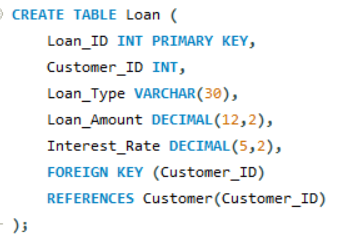 CREATE TABLE Loan (
    Loan_ID INT PRIMARY KEY,
    Customer_ID INT,
    Loan_Type VARCHAR(30),
    Loan_Amount DECIMAL(12,2),
    Interest_Rate DECIMAL(5,2),
    FOREIGN KEY (Customer_ID)
    REFERENCES Customer(Customer_ID)
);